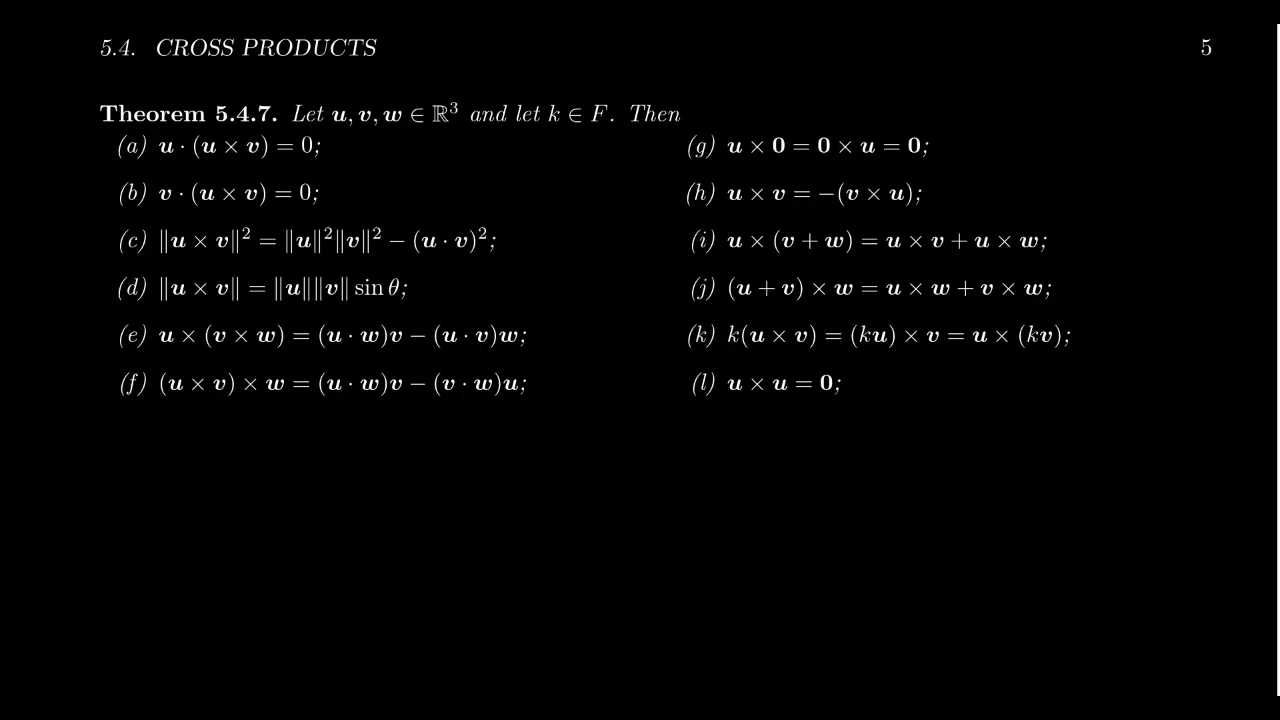 5.4. CROSS PRODUCTS 5
Theorem 5.4.7. Let u, v, w ∈ ℝ³ and let k ∈ F. Then
(a) u · (u × v) = 0;
(b) v · (u × v) = 0;
(c) ‖u × v‖² = ‖u‖²‖v‖² − (u · v)²;
(d) ‖u × v‖ = ‖u‖‖v‖ sin θ;
(e) u × (v × w) = (u · w)v − (u · v)w;
(f) (u × v) × w = (u · w)v − (v · w)u;
(g) u × 0 = 0 × u = 0;
(h) u × v = −(v × u);
(i) u × (v + w) = u × v + u × w;
(j) (u + v) × w = u × w + v × w;
(k) k(u × v) = (ku) × v = u × (kv);
(l) u × u = 0;